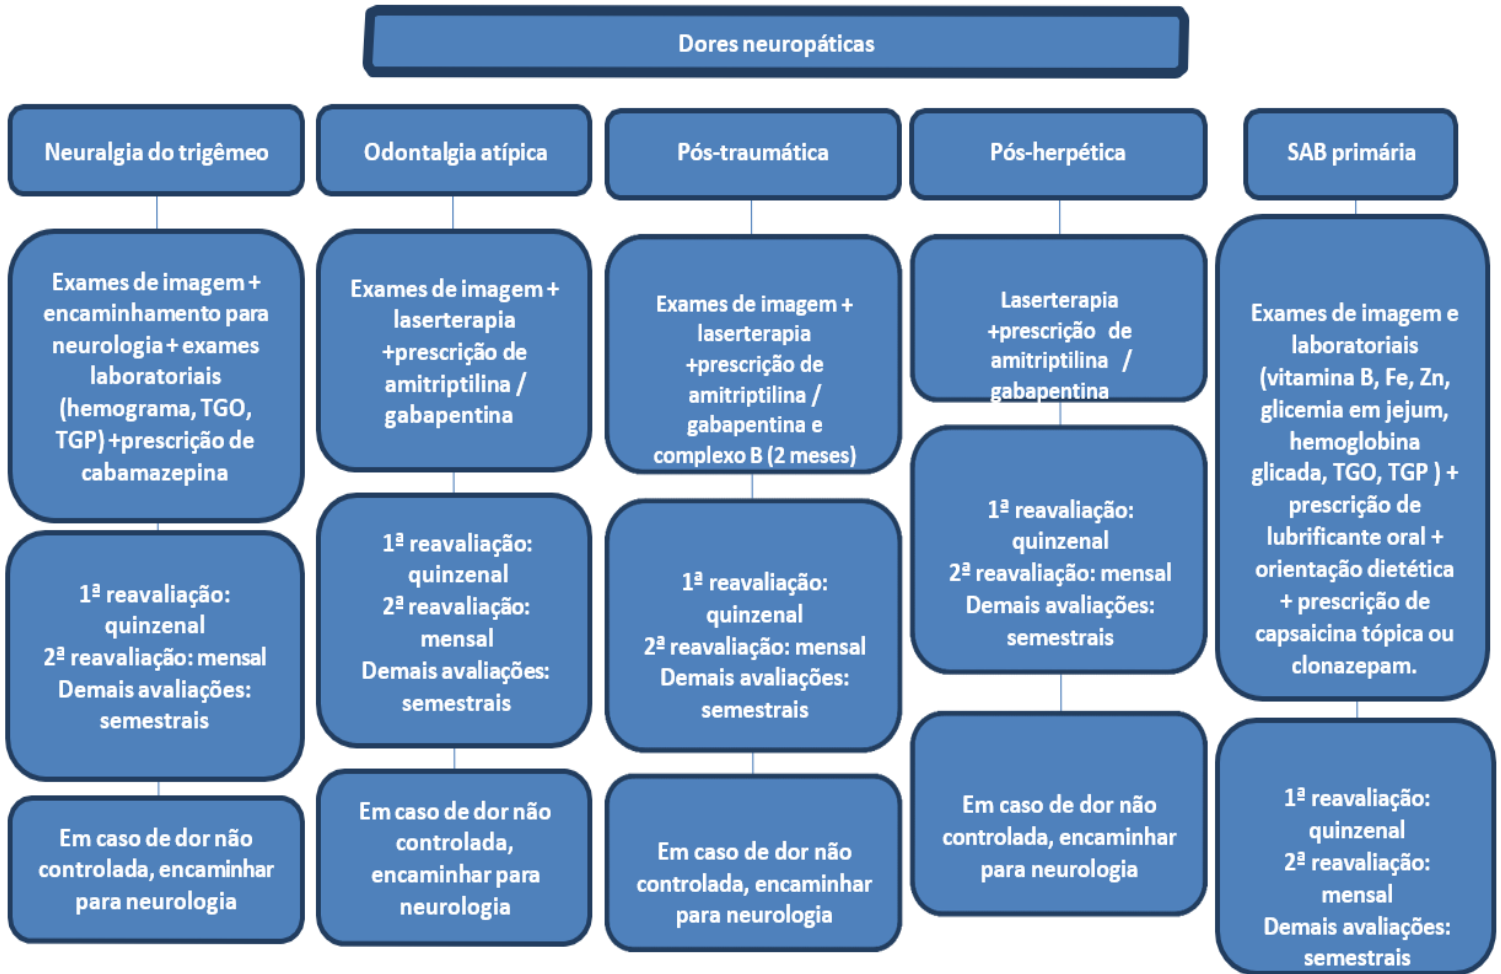 Dores neuropáticas
Neuralgia do trigêmeo
Exames de imagem +
encaminhamento para
neurologia + exames
laboratoriais
(hemograma, TGO,
TGP) +prescrição de
cabamazepina
1ª reavaliação:
quinzenal
2ª reavaliação: mensal
Demais avaliações:
semestrais
Em caso de dor não
controlada, encaminhar
para neurologia
Odontalgia atípica
Exames de imagem +
laserterapia
+prescrição de
amitriptilina /
gabapentina
1ª reavaliação:
quinzenal
2ª reavaliação:
mensal
Demais avaliações:
semestrais
Em caso de dor não
controlada,
encaminhar para
neurologia
Pós-traumática
Exames de imagem +
laserterapia
+prescrição de
amitriptilina /
gabapentina e
complexo B (2 meses)
1ª reavaliação:
quinzenal
2ª reavaliação: mensal
Demais avaliações:
semestrais
Em caso de dor não
controlada, encaminhar
para neurologia
Pós-herpética
Laserterapia
+prescrição de
amitriptilina /
gabapentina
1ª reavaliação:
quinzenal
2ª reavaliação: mensal
Demais avaliações:
semestrais
Em caso de dor não
controlada, encaminhar
para neurologia
SAB primária
Exames de imagem e
laboratoriais
(vitamina B, Fe, Zn,
glicemia em jejum,
hemoglobina
glicada, TGO, TGP ) +
prescrição de
lubrificante oral +
orientação dietética
+ prescrição de
capsaicina tópica ou
clonazepam.
1ª reavaliação:
quinzenal
2ª reavaliação:
mensal
Demais avaliações:
semestrais